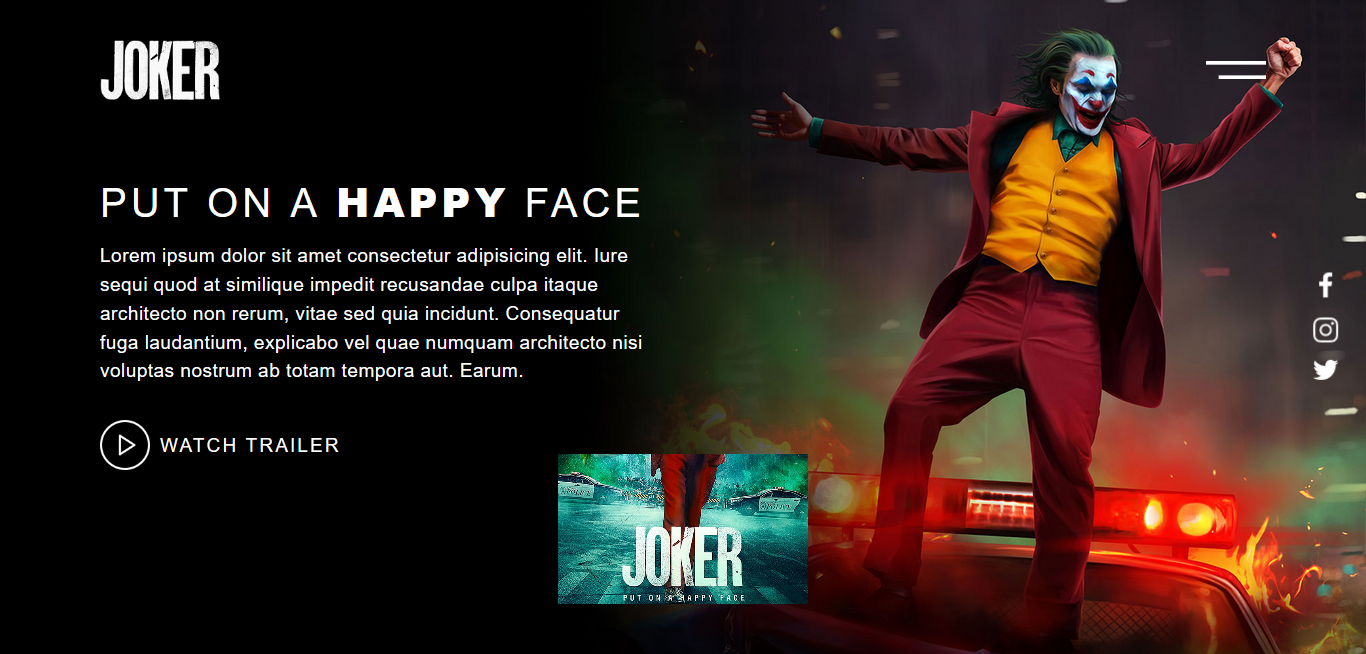 JOKER
PUT ON A HAPPY FACE
Lorem ipsum dolor sit amet consectetur adipisicing elit. Iure
sequi quod at similique impedit recusandae culpa itaque
architecto non rerum, vitae sed quia incidunt. Consequatur
fuga laudantium, explicabo vel quae numquam architecto nisi
voluptas nostrum ab totam tempora aut. Earum.
WATCH TRAILER
POLICE
POLICE
JOKER
PUT ON A HAPPY FACE